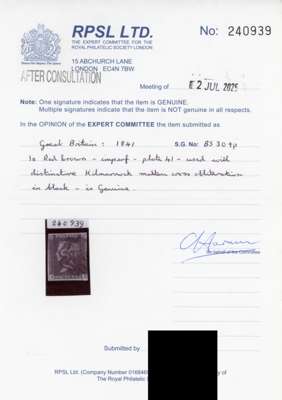 RPSL LTD.
THE EXPERT COMMITTEE FOR THE
ROYAL PHILATELIC SOCIETY LONDON
No: 240939
15 ABCHURCH LANE
LONDON EC4N 7BW
AFTER CONSULTATION
Meeting of 2 JUL 2025
Note: One signature indicates that the item is GENUINE.
Multiple signatures indicate that the item is NOT genuine in all respects.
In the OPINION of the EXPERT COMMITTEE the item submitted as
Great Britain: 1841 S.G. No: BS30
1d Red brown - imperf - plate 41 - used with
distinctive Kilmarnock maltese cross obliteration
in black - is Genuine.
240939
On behalf of the Committee
Submitted by
RPSL LTD. (Company Number
The Royal Philatelic